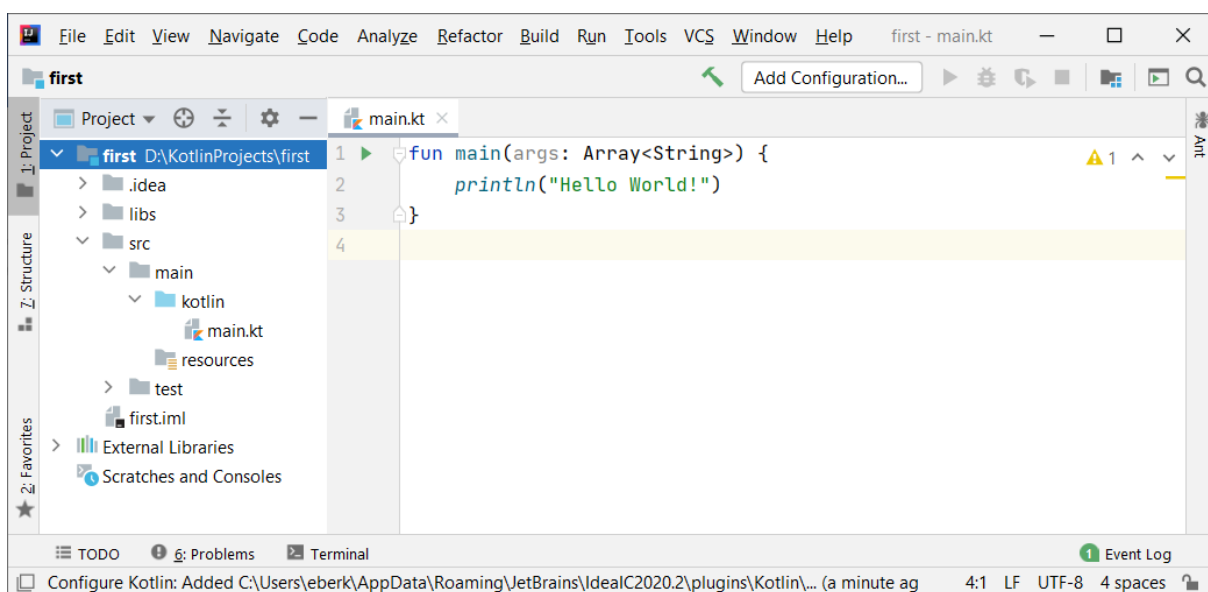 File Edit View Navigate Code Analyze Refactor Build Run Tools VCS Window Help first - main.kt
first Add Configuration...
1: Project
Project
main.kt
Ant
first D:\KotlinProjects\first
.idea
libs
src
main
kotlin
main.kt
resources
test
first.iml
External Libraries
Scratches and Consoles
1 fun main(args: Array<String>) {
2 println("Hello World!")
3 }
4
1
Z: Structure
2: Favorites
TODO 6: Problems Terminal 1 Event Log
Configure Kotlin: Added C:\Users\eberk\AppData\Roaming\JetBrains\IdealC2020.2\plugins\Kotlin\... (a minute ag 4:1 LF UTF-8 4 spaces